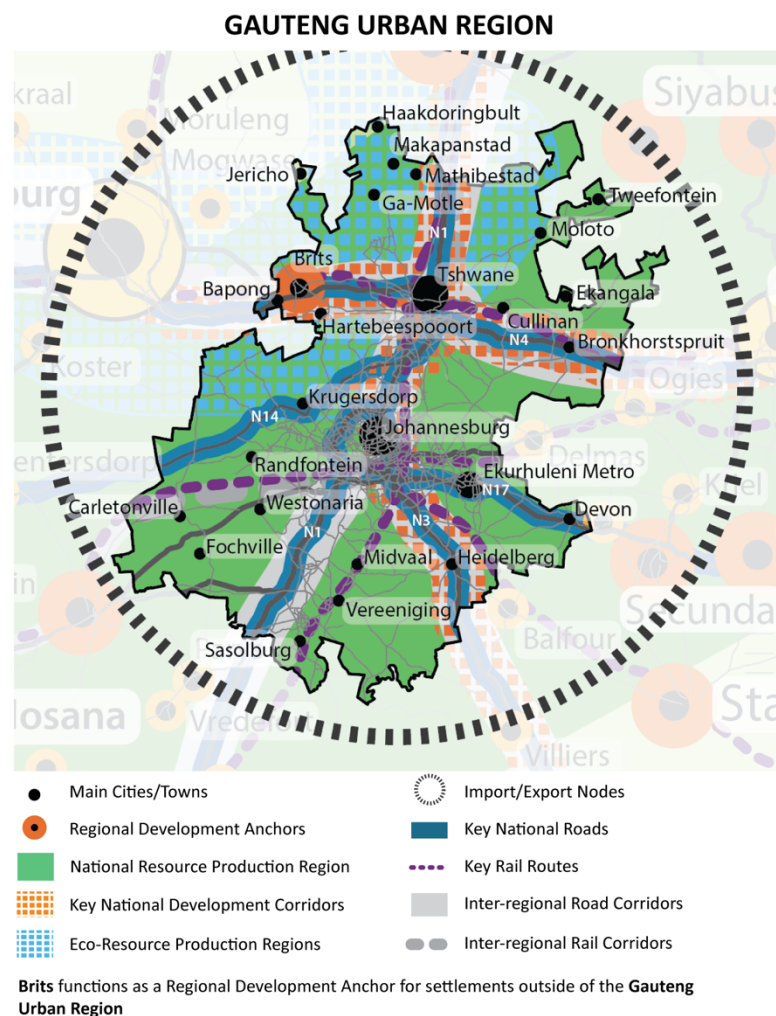 GAUTENG URBAN REGION
kraal
Siyabus
Haakdoringbult
Moruleng
Makapanstad
Mogwase
Jericho
Mathibestad
Tweefontein
burg
Ga-Motle
N1
Moloto
Brits
Tshwane
Bapong
Ekangala
Cullinan
Hartebeespooort
N4
Bronkhorstspruit
Koster
Ogies
Krugersdorp
N14
Johannesburg
entersdorp
Delmas
Randfontein
Ekurhuleni Metro
Kriel
N17
Carletonville
Westonaria
Devon
N1
N3
Fochville
Midvaal
Heidelberg
in
Secunda
Vereeniging
Balfour
Sasolburg
losana
Vredefort
Sta
Villiers
Main Cities/Towns
Import/Export Nodes
Regional Development Anchors
Key National Roads
National Resource Production Region
Key Rail Routes
Key National Development Corridors
Inter-regional Road Corridors
Eco-Resource Production Regions
Inter-regional Rail Corridors
Brits functions as a Regional Development Anchor for settlements outside of the Gauteng
Urban Region